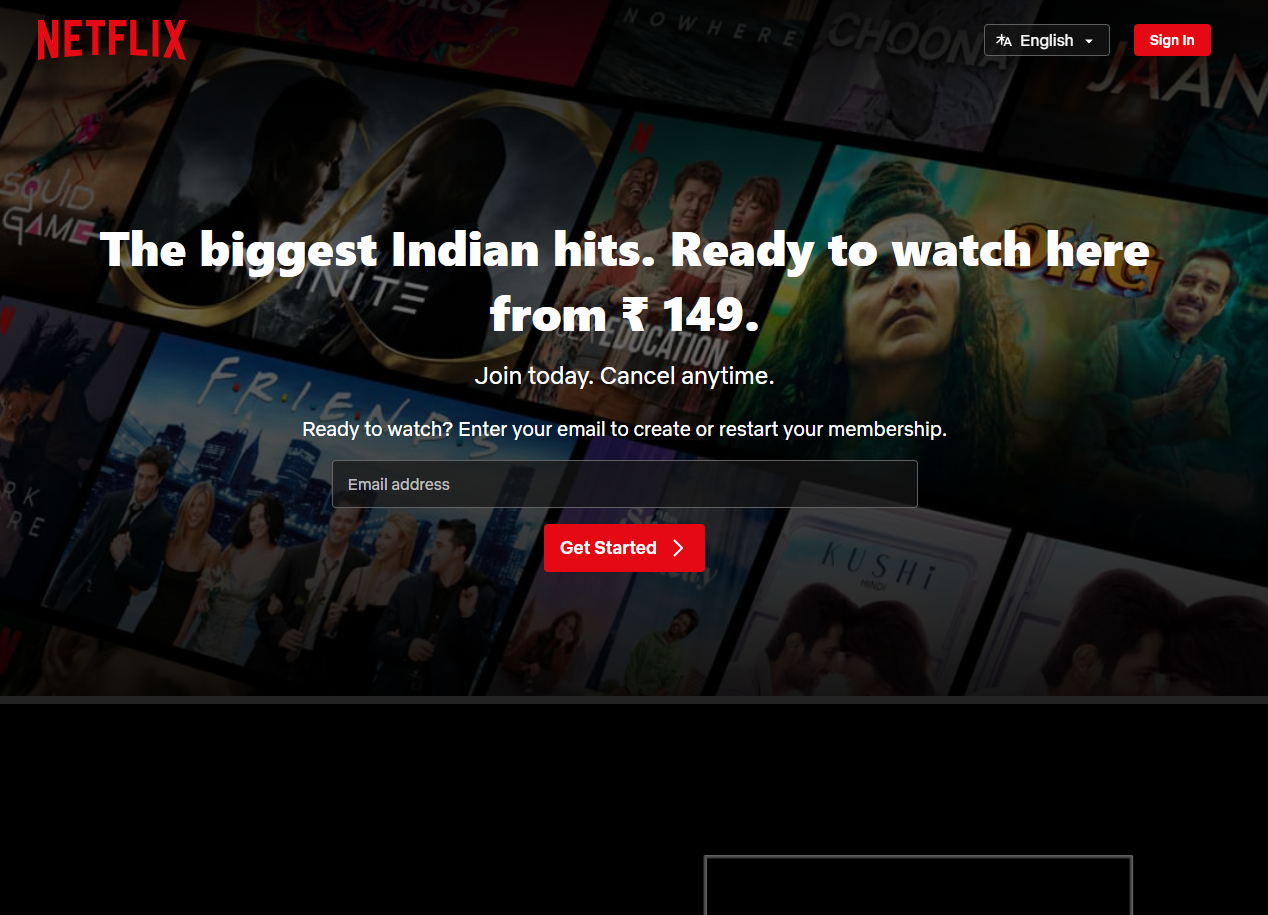 NETFLIX
English
Sign In
NOWHERE
CHOONA
JAAN
SQUID
GAME
The biggest Indian hits. Ready to watch here
from ₹ 149.
INFINITE
OMG
SEX EDUCATION
Join today. Cancel anytime.
FRIENDS
Ready to watch? Enter your email to create or restart your membership.
Email address
Get Started
KUSHi
HINDI